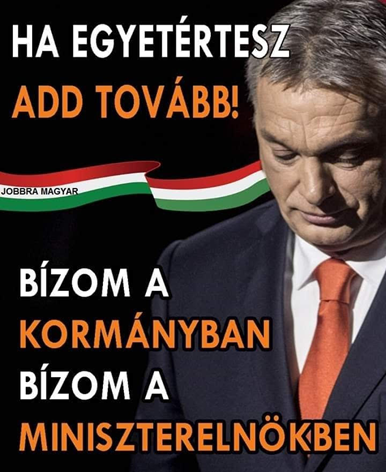 HA EGYETÉRTESZ
ADD TOVÁBB!
JOBBRA MAGYAR
BÍZOM A
KORMÁNYBAN
BÍZOM A
MINISZTERELNÖKBEN